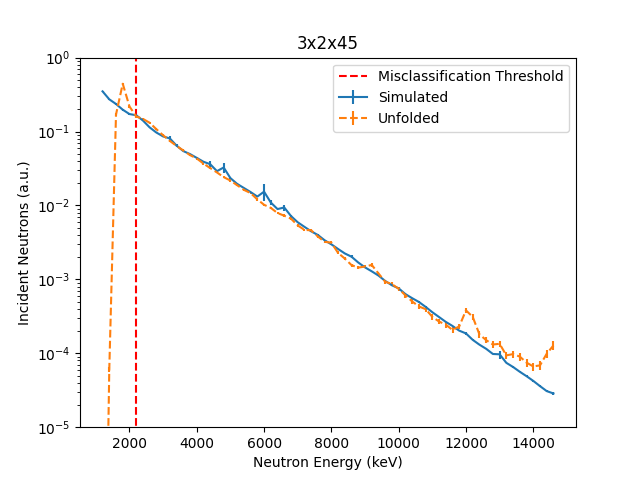 3x2x45
Misclassification Threshold
Simulated
Unfolded
Incident Neutrons (a.u.)
10^0
10^-1
10^-2
10^-3
10^-4
10^-5
2000 4000 6000 8000 10000 12000 14000
Neutron Energy (keV)